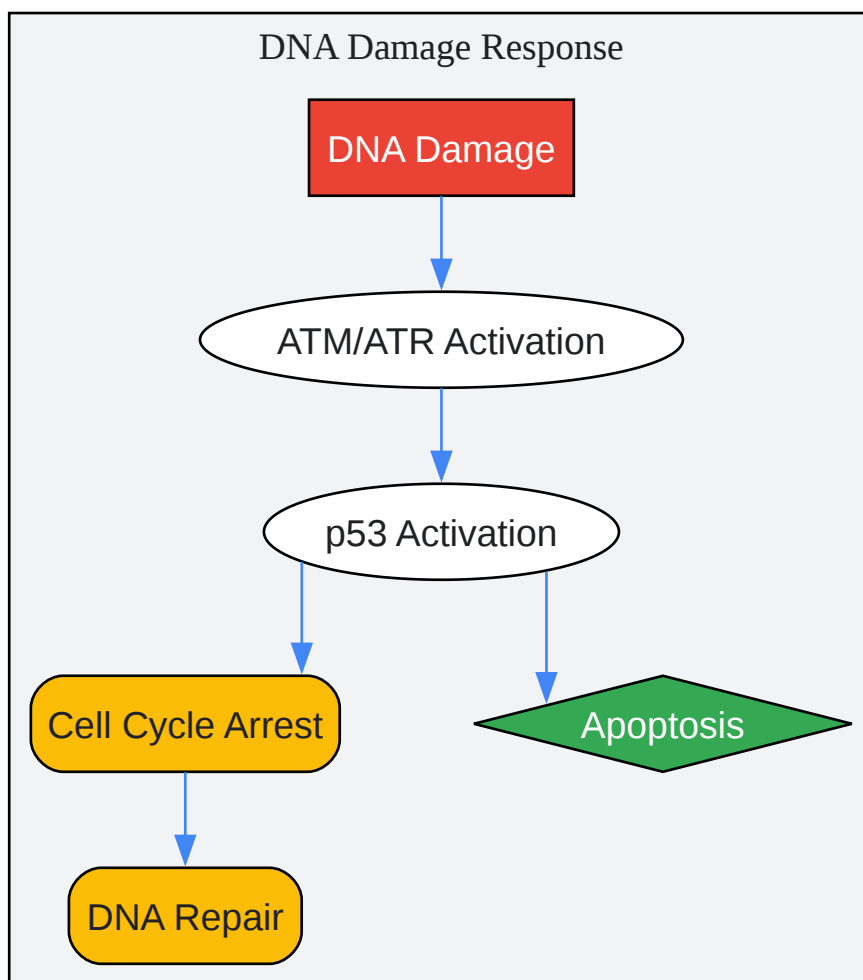 DNA Damage Response
DNA Damage
ATM/ATR Activation
p53 Activation
Cell Cycle Arrest
Apoptosis
DNA Repair